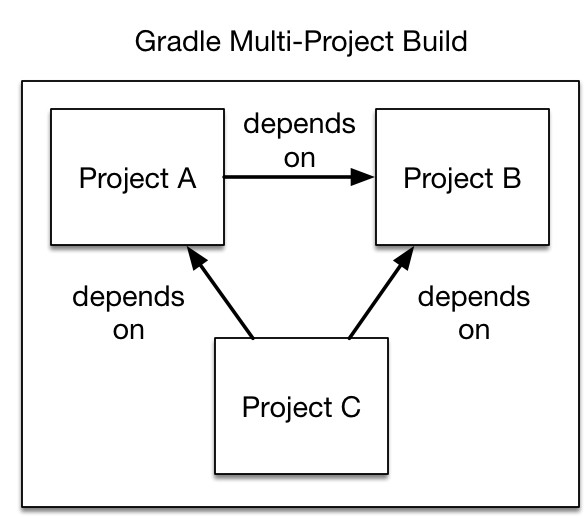 Gradle Multi-Project Build
depends
on
Project A
Project B
depends
on
depends
on
Project C